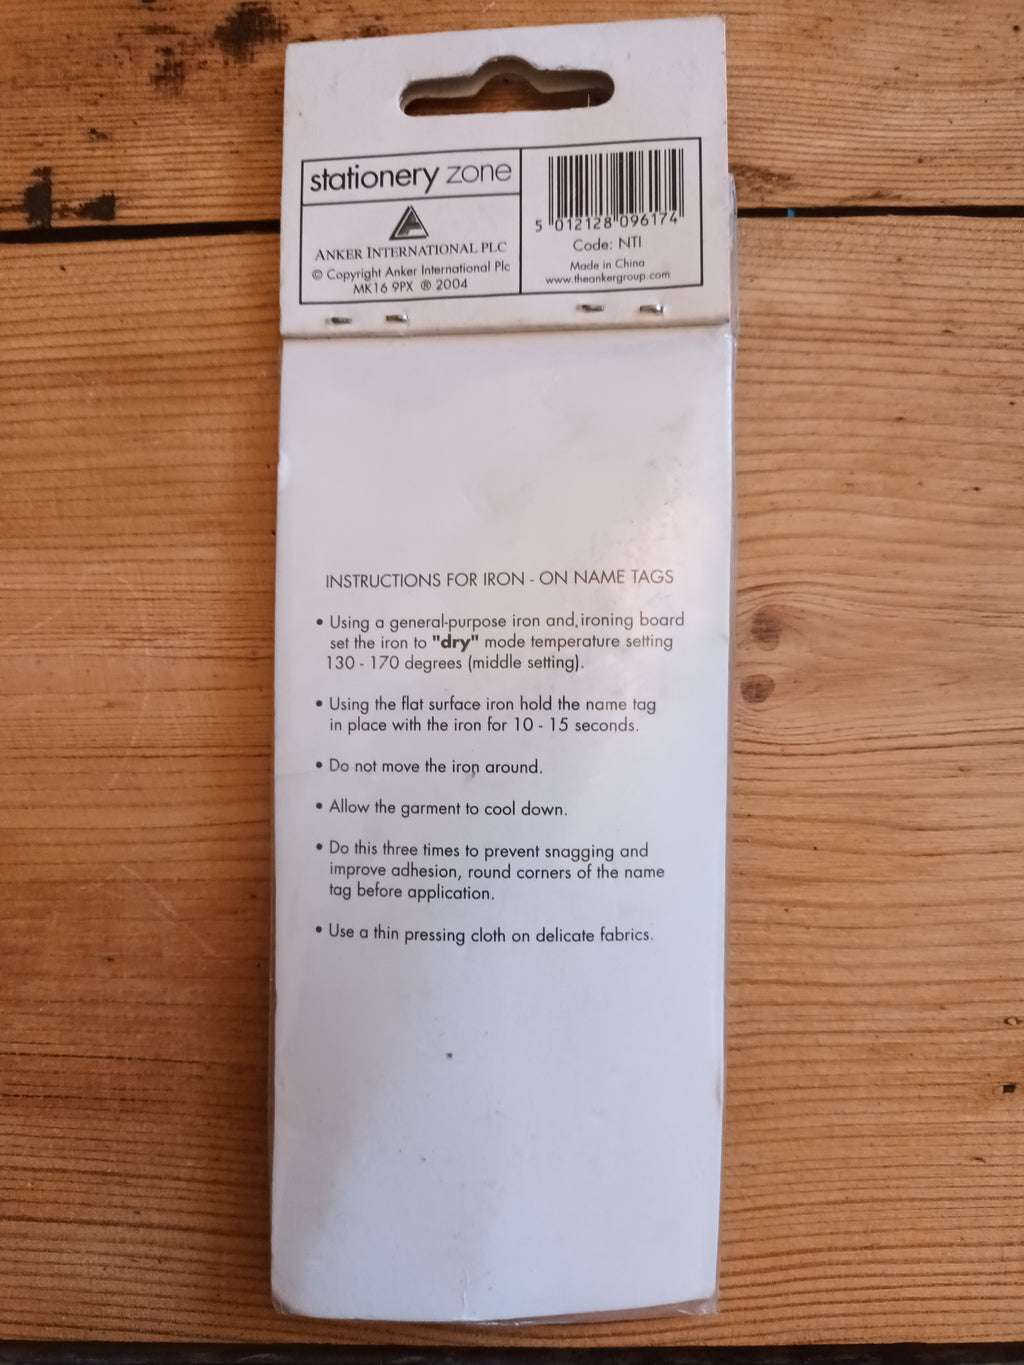 stationery zone
ANKER INTERNATIONAL PLC
© Copyright Anker International Plc
MK16 9PX ® 2004
5 012128 096174
Code: NTI
Made in China
www.theankergroup.com
INSTRUCTIONS FOR IRON - ON NAME TAGS
• Using a general-purpose iron and ironing board
set the iron to "dry" mode temperature setting
130 - 170 degrees (middle setting).
• Using the flat surface iron hold the name tag
in place with the iron for 10 - 15 seconds.
• Do not move the iron around.
• Allow the garment to cool down.
• Do this three times to prevent snagging and
improve adhesion, round corners of the name
tag before application.
• Use a thin pressing cloth on delicate fabrics.